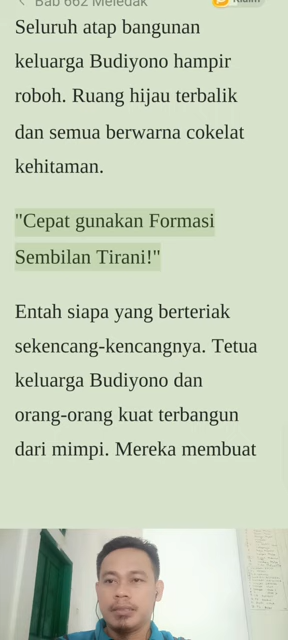 Bab 662 Meledak
Seluruh atap bangunan
keluarga Budiyono hampir
roboh. Ruang hijau terbalik
dan semua berwarna cokelat
kehitaman.
"Cepat gunakan Formasi
Sembilan Tirani!"
Entah siapa yang berteriak
sekencang-kencangnya. Tetua
keluarga Budiyono dan
orang-orang kuat terbangun
dari mimpi. Mereka membuat